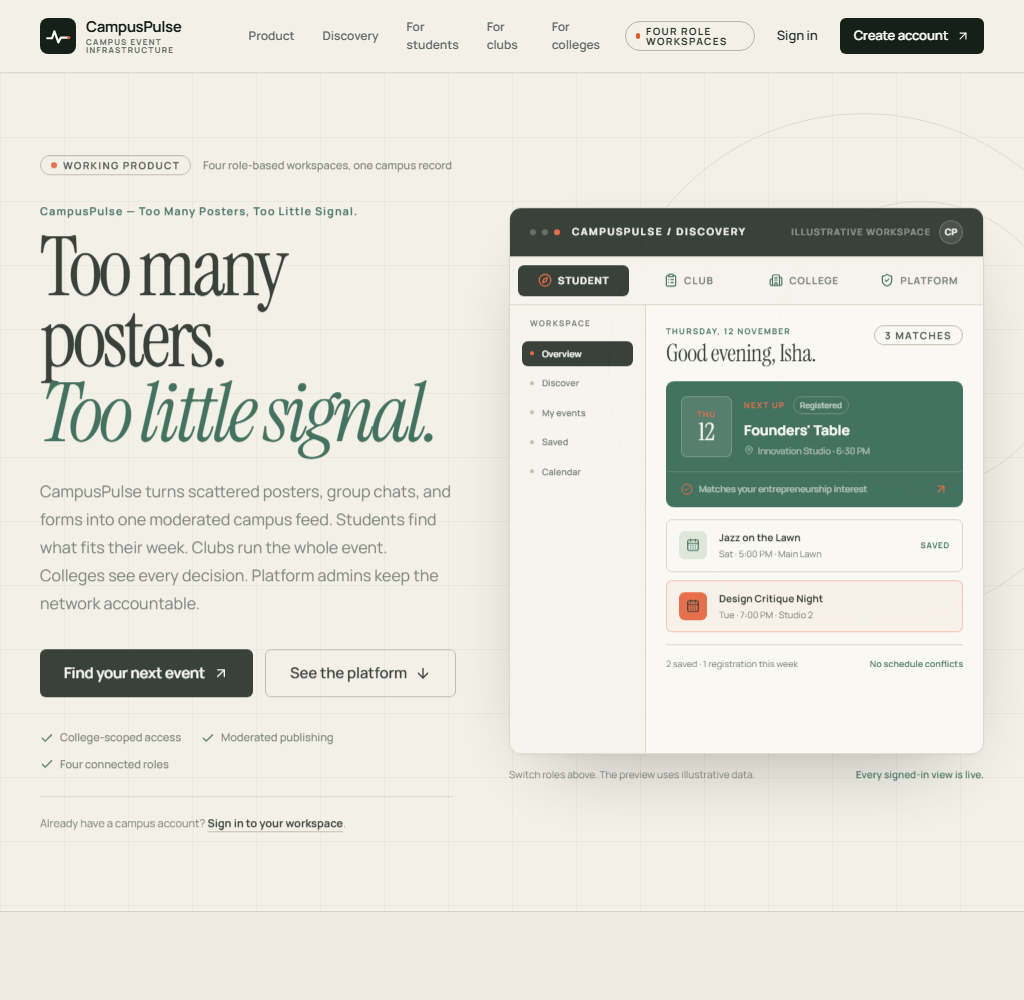 CampusPulse
CAMPUS EVENT
INFRASTRUCTURE
Product
Discovery
For
students
For
clubs
For
colleges
FOUR ROLE
WORKSPACES
Sign in
Create account
WORKING PRODUCT
Four role-based workspaces, one campus record
CampusPulse — Too Many Posters, Too Little Signal.
Too many
posters.
Too little signal.
CampusPulse turns scattered posters, group chats, and
forms into one moderated campus feed. Students find
what fits their week. Clubs run the whole event.
Colleges see every decision. Platform admins keep the
network accountable.
Find your next event
See the platform
College-scoped access
Moderated publishing
Four connected roles
Already have a campus account? Sign in to your workspace.
CAMPUSPULSE / DISCOVERY
ILLUSTRATIVE WORKSPACE
CP
STUDENT
CLUB
COLLEGE
PLATFORM
WORKSPACE
Overview
Discover
My events
Saved
Calendar
THURSDAY, 12 NOVEMBER
Good evening, Isha.
3 MATCHES
THU
12
NEXT UP
Registered
Founders' Table
Innovation Studio · 6:30 PM
Matches your entrepreneurship interest
Jazz on the Lawn
Sat · 5:00 PM · Main Lawn
SAVED
Design Critique Night
Tue · 7:00 PM · Studio 2
2 saved · 1 registration this week
No schedule conflicts
Switch roles above. The preview uses illustrative data.
Every signed-in view is live.